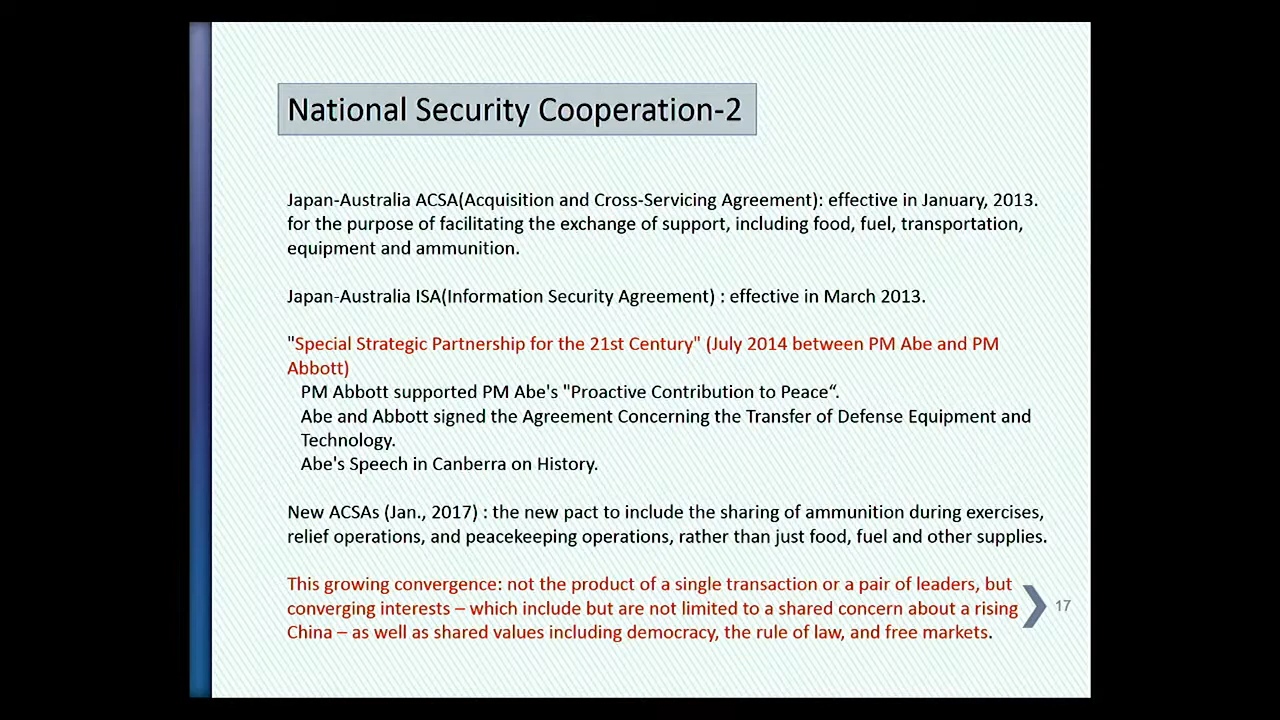 National Security Cooperation-2
Japan-Australia ACSA(Acquisition and Cross-Servicing Agreement): effective in January, 2013.
for the purpose of facilitating the exchange of support, including food, fuel, transportation,
equipment and ammunition.
Japan-Australia ISA(Information Security Agreement) : effective in March 2013.
"Special Strategic Partnership for the 21st Century" (July 2014 between PM Abe and PM
Abbott)
PM Abbott supported PM Abe's "Proactive Contribution to Peace“.
Abe and Abbott signed the Agreement Concerning the Transfer of Defense Equipment and
Technology.
Abe's Speech in Canberra on History.
New ACSAs (Jan., 2017) : the new pact to include the sharing of ammunition during exercises,
relief operations, and peacekeeping operations, rather than just food, fuel and other supplies.
This growing convergence: not the product of a single transaction or a pair of leaders, but
converging interests – which include but are not limited to a shared concern about a rising
China – as well as shared values including democracy, the rule of law, and free markets.
17